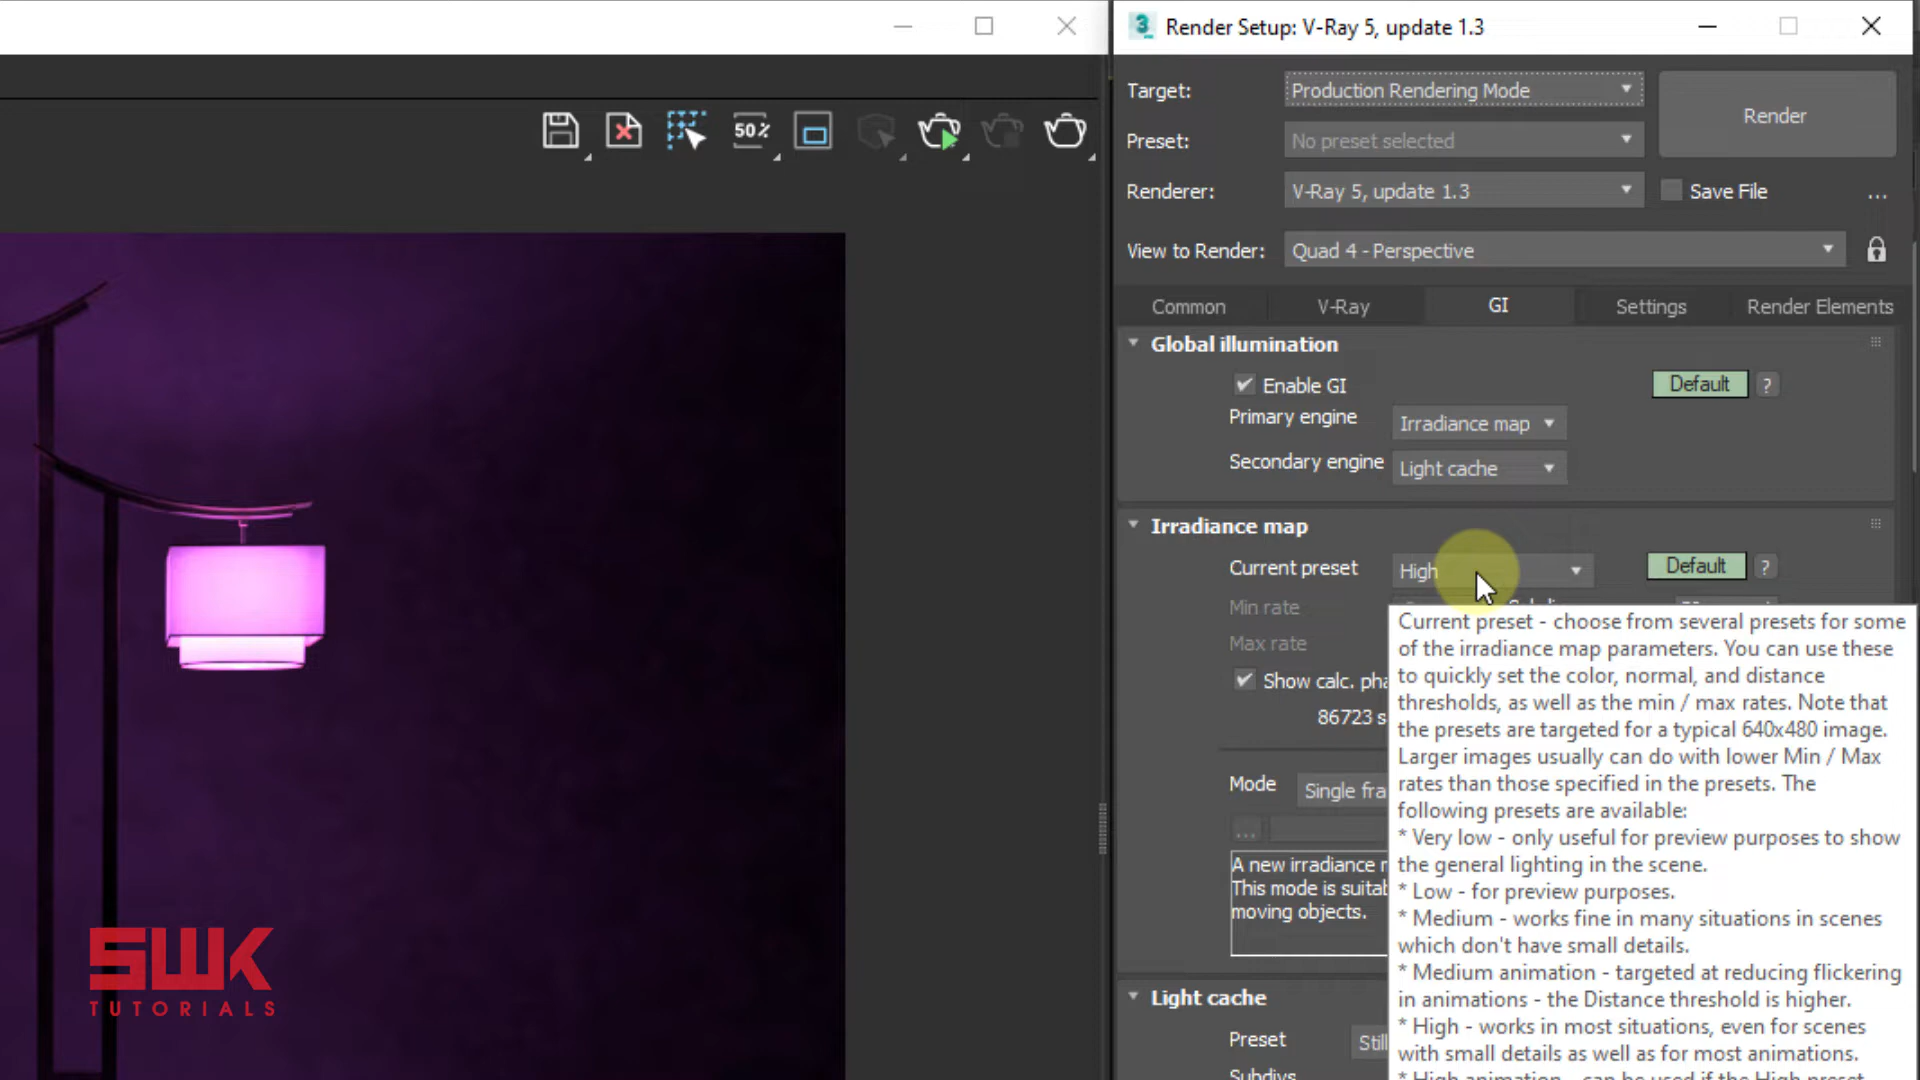 Render Setup: V-Ray 5, update 1.3
Target:
Production Rendering Mode
Render
Preset:
No preset selected
Renderer:
V-Ray 5, update 1.3
Save File
...
View to Render:
Quad 4 - Perspective
50%
Common
V-Ray
GI
Settings
Render Elements
Global illumination
Enable GI
Default
?
Primary engine
Irradiance map
Secondary engine
Light cache
Irradiance map
Current preset
High
Default
?
Min rate
Max rate
Show calc. pha
86723 s
Mode
Single fra
...
A new irradiance
This mode is suitab
moving objects.
Light cache
Preset
Still
Subdivs
Current preset - choose from several presets for some
of the irradiance map parameters. You can use these
to quickly set the color, normal, and distance
thresholds, as well as the min / max rates. Note that
the presets are targeted for a typical 640x480 image.
Larger images usually can do with lower Min / Max
rates than those specified in the presets. The
following presets are available:
* Very low - only useful for preview purposes to show
the general lighting in the scene.
* Low - for preview purposes.
* Medium - works fine in many situations in scenes
which don't have small details.
* Medium animation - targeted at reducing flickering
in animations - the Distance threshold is higher.
* High - works in most situations, even for scenes
with small details as well as for most animations.
* High animation - can be used if the High preset
SWK
TUTORIALS